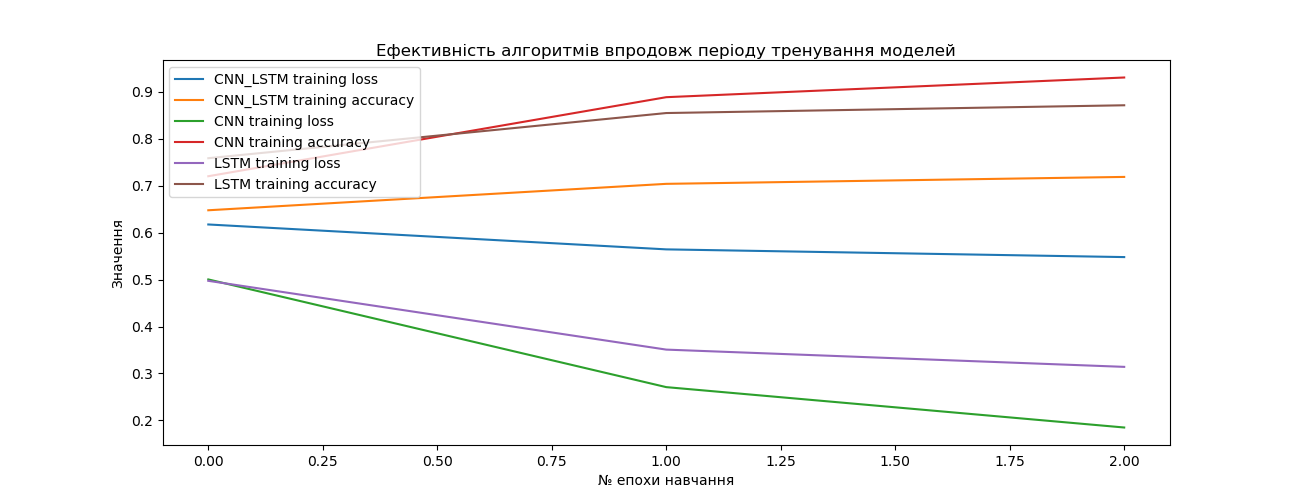 Ефективність алгоритмів впродовж періоду тренування моделей
CNN_LSTM training loss
CNN_LSTM training accuracy
CNN training loss
CNN training accuracy
LSTM training loss
LSTM training accuracy
Значення
0.9
0.8
0.7
0.6
0.5
0.4
0.3
0.2
0.00 0.25 0.50 0.75 1.00 1.25 1.50 1.75 2.00
№ епохи навчання